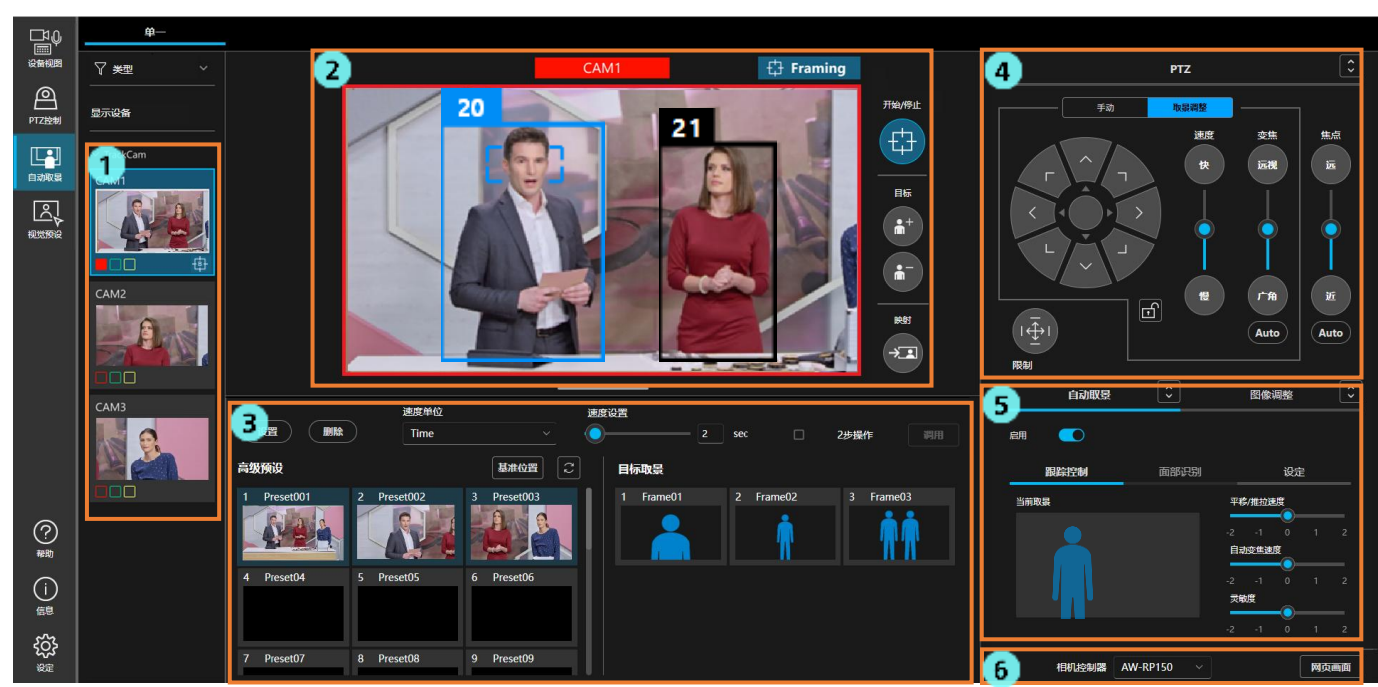 单一
设备视图
PTZ控制
自动取景
视觉预设
帮助
信息
设定
类型
显示设备
1
Cam
CAM1
CAM2
CAM3
2
CAM1
Framing
20
21
开始/停止
目标
映射
3
置
删除
速度单位
Time
速度设置
2
sec
2步操作
调用
高级预设
基准位置
1 Preset001
2 Preset002
3 Preset003
4 Preset04
5 Preset05
6 Preset06
7 Preset07
8 Preset08
9 Preset09
目标取景
1 Frame01
2 Frame02
3 Frame03
4
PTZ
手动
取景调整
速度
变焦
焦点
快
远视
远
慢
广角
近
Auto
Auto
限制
5
自动取景
图像调整
启用
跟踪控制
面部识别
设定
当前取景
平移/推拉速度
-2 -1 0 1 2
自动变焦速度
-2 -1 0 1 2
灵敏度
-2 -1 0 1 2
6
相机控制器
AW-RP150
网页画面